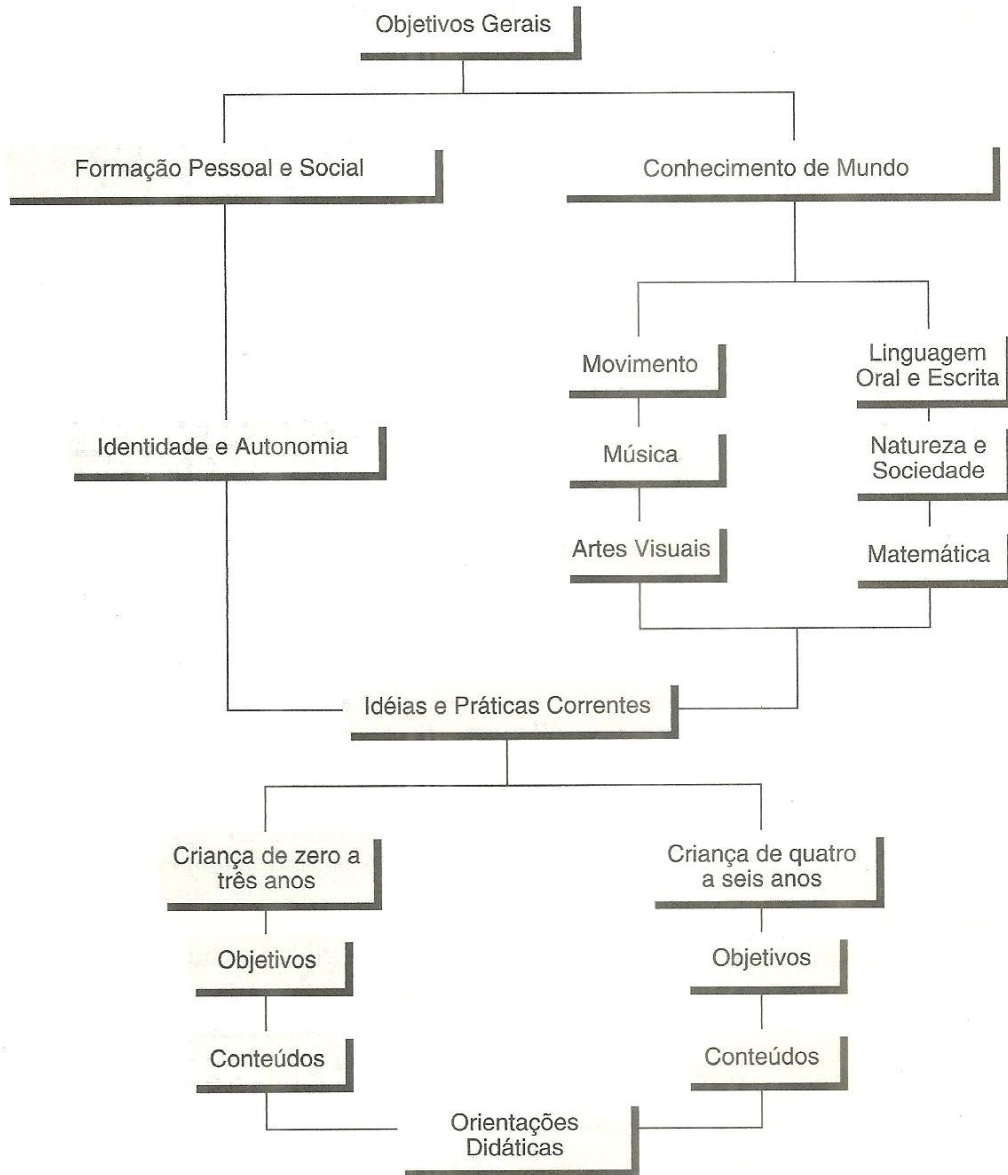 Objetivos Gerais
Formação Pessoal e Social
Conhecimento de Mundo
Movimento
Linguagem
Oral e Escrita
Identidade e Autonomia
Música
Natureza e
Sociedade
Artes Visuais
Matemática
Idéias e Práticas Correntes
Criança de zero a
três anos
Criança de quatro
a seis anos
Objetivos
Objetivos
Conteúdos
Conteúdos
Orientações
Didáticas